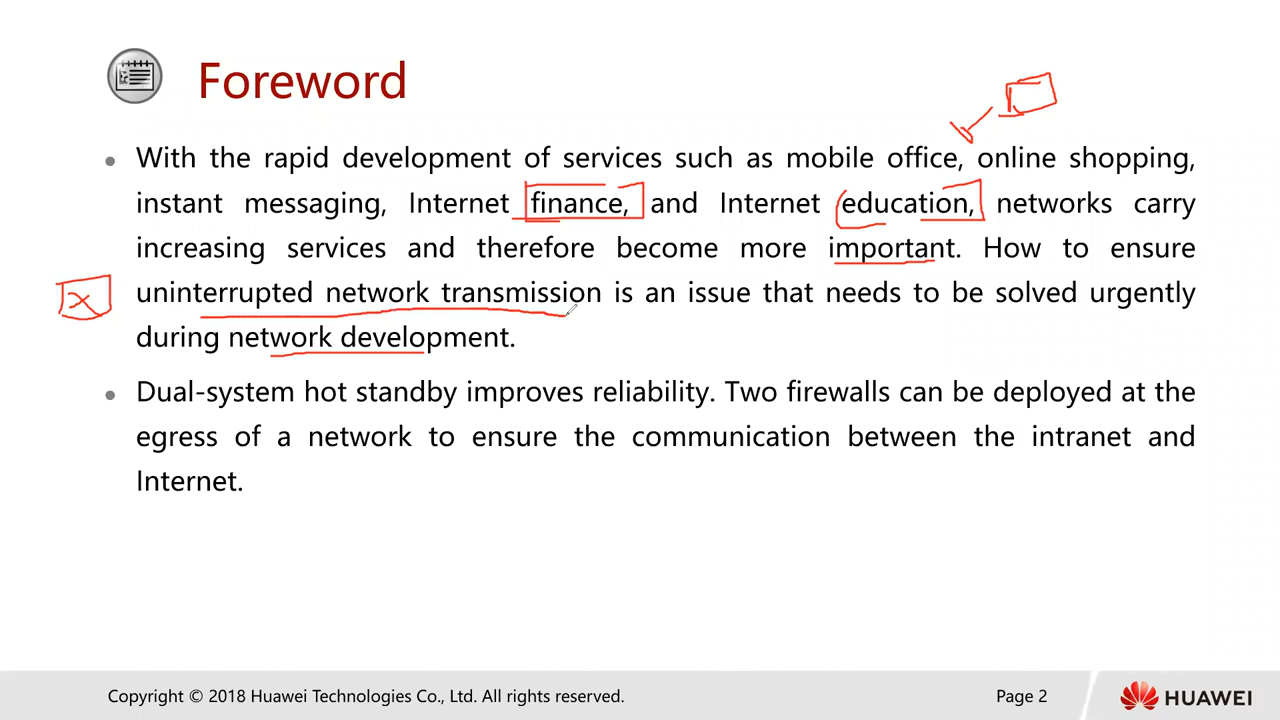 Foreword
With the rapid development of services such as mobile office, online shopping,
instant messaging, Internet finance, and Internet education, networks carry
increasing services and therefore become more important. How to ensure
uninterrupted network transmission is an issue that needs to be solved urgently
during network development.
Dual-system hot standby improves reliability. Two firewalls can be deployed at the
egress of a network to ensure the communication between the intranet and
Internet.
Copyright © 2018 Huawei Technologies Co., Ltd. All rights reserved.
Page 2
HUAWEI